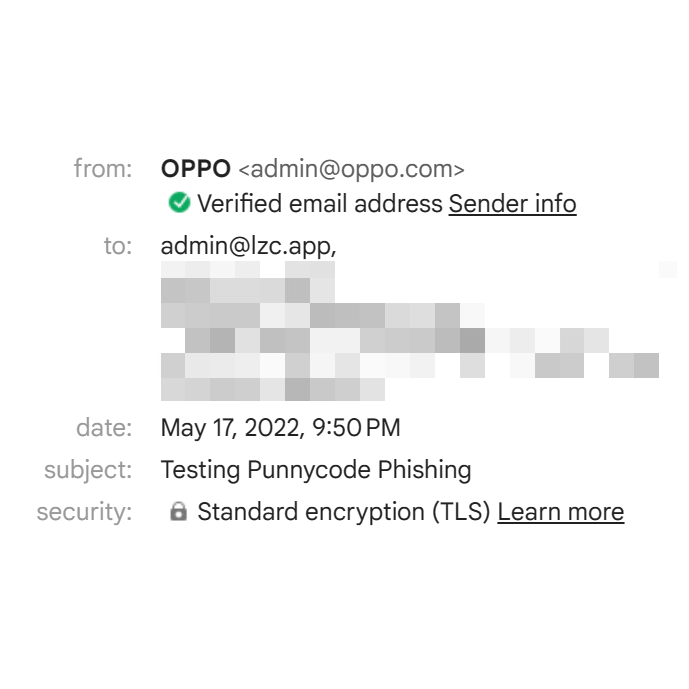 from: OPPO <admin@oppo.com>
Verified email address Sender info
to: admin@lzc.app,
date: May 17, 2022, 9:50 PM
subject: Testing Punnycode Phishing
security: Standard encryption (TLS) Learn more